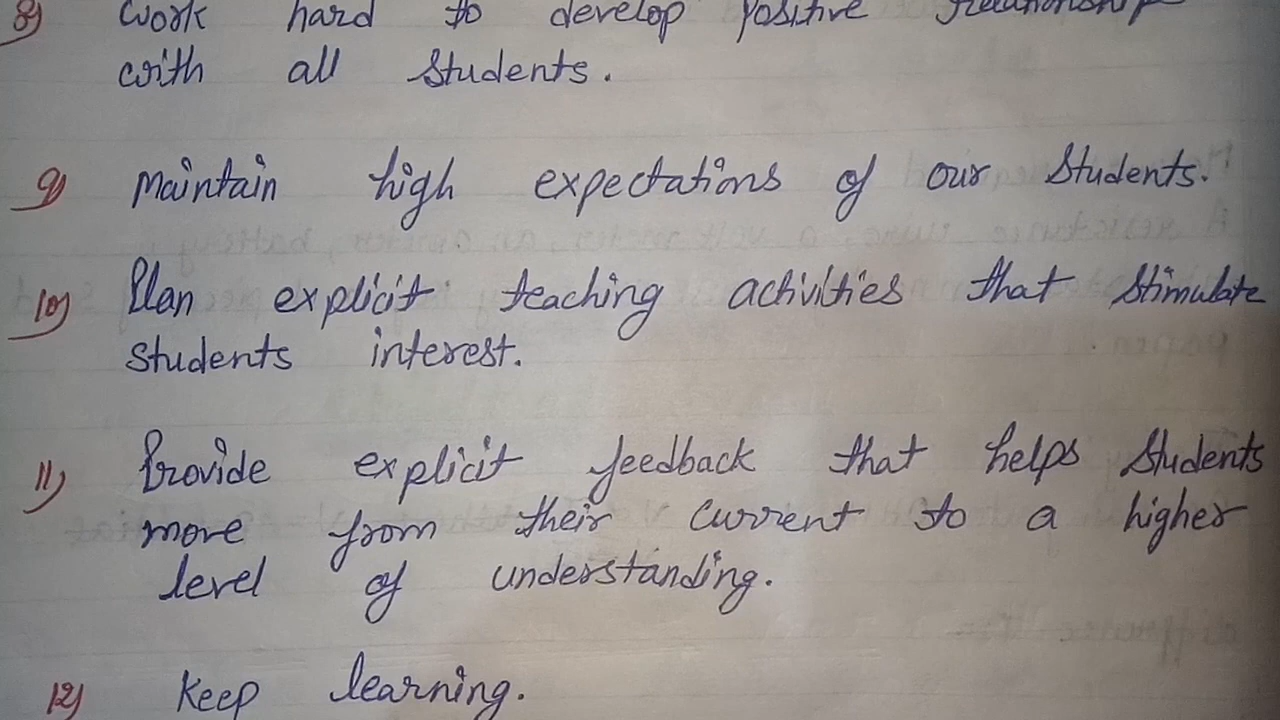 8) Work hard to develop positive relationship
with all students.
9) Maintain high expectations of our students.
10) Plan explicit teaching activities that stimulate
students interest.
11) Provide explicit feedback that helps students
more from their current to a higher
level of understanding.
12) Keep learning.